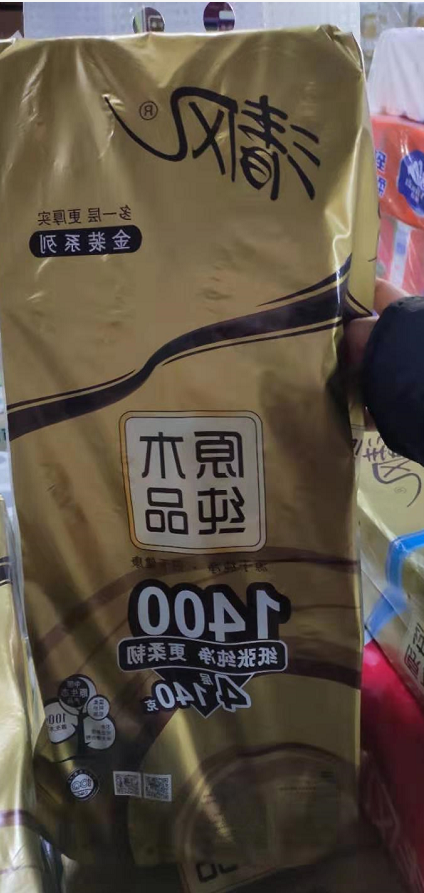 清风®
多一层 更厚实
金装系列
原木
纯品
1400
纸张纯净 更柔韧
4层140克